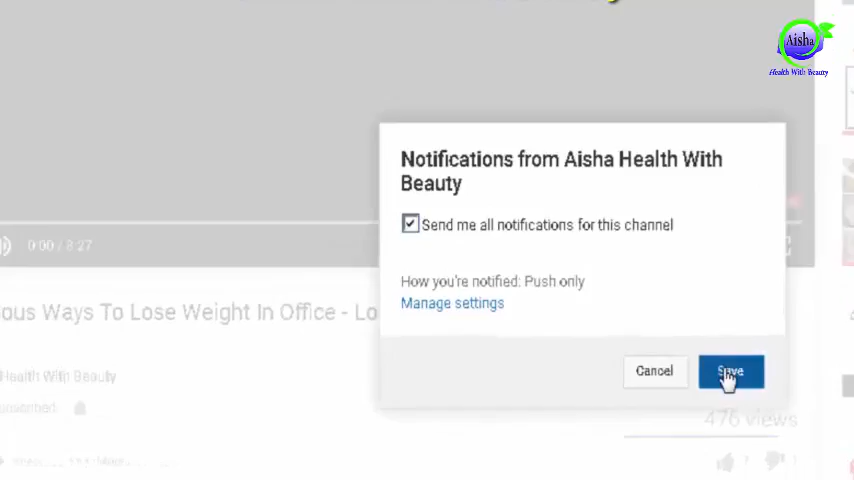 Aisha
Health With Beauty
Notifications from Aisha Health With
Beauty
Send me all notifications for this channel
0:00 / 8:27
How you're notified: Push only
Manage settings
ous Ways To Lose Weight In Office - Lo
Cancel
Save
Health With Beauty
476 views